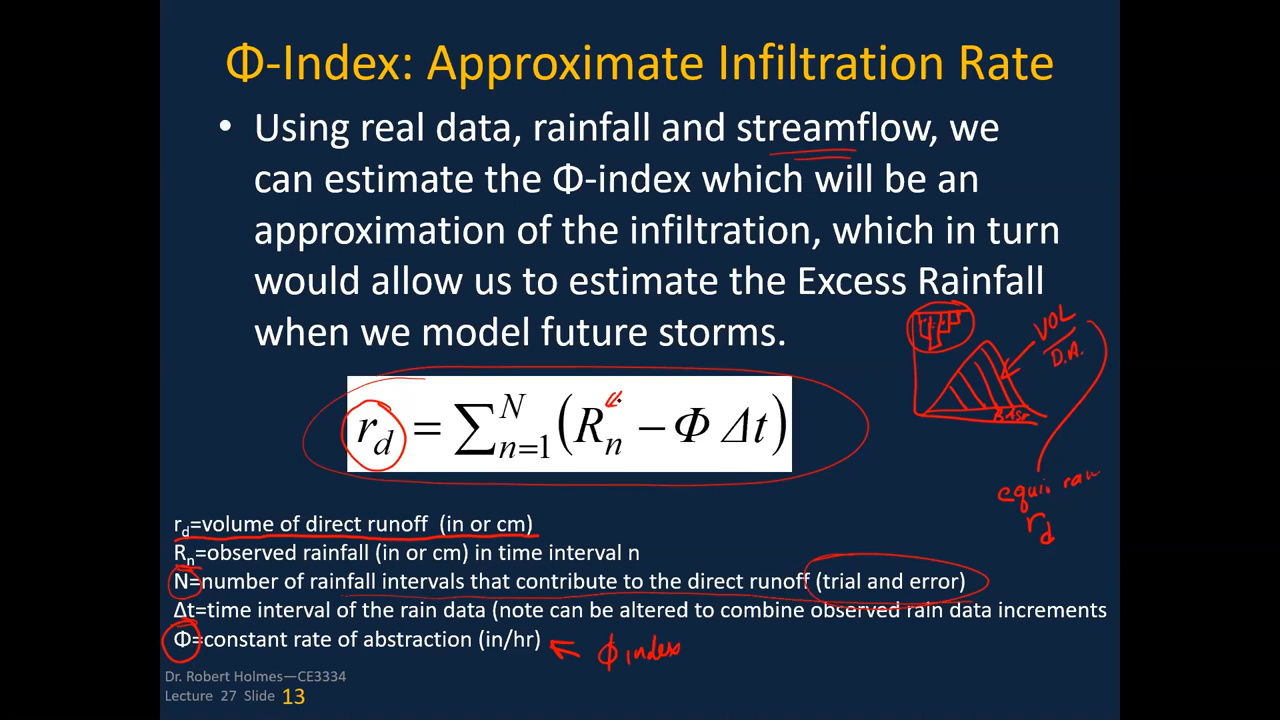 Φ-Index: Approximate Infiltration Rate
• Using real data, rainfall and streamflow, we
can estimate the Φ-index which will be an
approximation of the infiltration, which in turn
would allow us to estimate the Excess Rainfall
when we model future storms.
VOL
D.A.
BASE
r_d = ∑_{n=1}^{N} (R_n − Φ Δt)
equiv. rain
r_d
r_d=volume of direct runoff (in or cm)
R_n=observed rainfall (in or cm) in time interval n
N=number of rainfall intervals that contribute to the direct runoff (trial and error)
Δt=time interval of the rain data (note can be altered to combine observed rain data increments
Φ=constant rate of abstraction (in/hr)
ϕ index
Dr. Robert Holmes—CE3334
Lecture 27 Slide 13